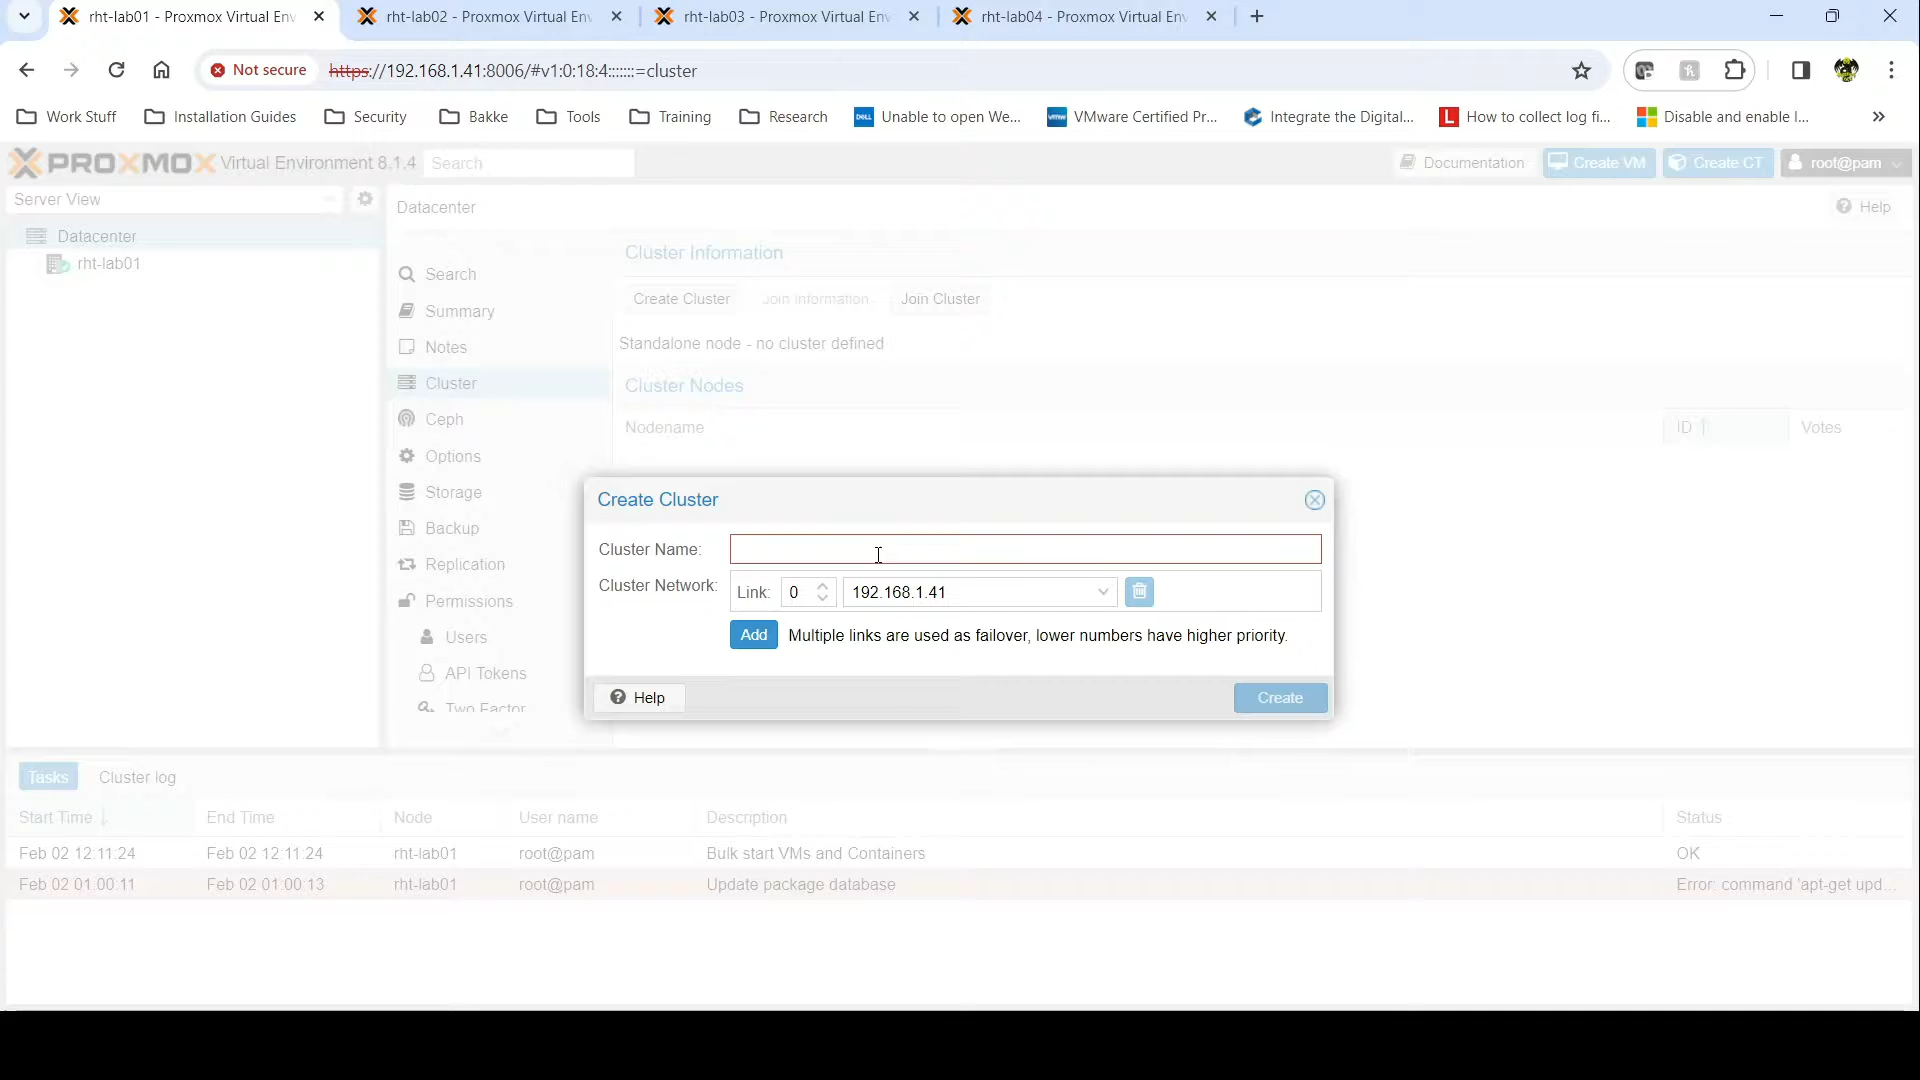 rht-lab01 - Proxmox Virtual Env
rht-lab02 - Proxmox Virtual Env
rht-lab03 - Proxmox Virtual Env
rht-lab04 - Proxmox Virtual Env
Not secure
https://192.168.1.41:8006/#v1:0:18:4:::::::=cluster
Work Stuff
Installation Guides
Security
Bakke
Tools
Training
Research
DELL
Unable to open We...
vmw
VMware Certified Pr...
Integrate the Digital...
L
How to collect log fi...
Disable and enable I...
PROXMOX Virtual Environment 8.1.4
Search
Documentation
Create VM
Create CT
root@pam
Server View
Datacenter
Help
Datacenter
rht-lab01
Search
Summary
Notes
Cluster
Ceph
Options
Storage
Backup
Replication
Permissions
Users
API Tokens
Two Factor
Cluster Information
Create Cluster
Join Information
Join Cluster
Standalone node - no cluster defined
Cluster Nodes
Nodename
ID
Votes
Create Cluster
Cluster Name:
Cluster Network:
Link: 0 192.168.1.41
Add Multiple links are used as failover, lower numbers have higher priority.
Help
Create
Tasks
Cluster log
Start Time End Time Node User name Description Status
Feb 02 12:11:24 Feb 02 12:11:24 rht-lab01 root@pam Bulk start VMs and Containers OK
Feb 02 01:00:11 Feb 02 01:00:13 rht-lab01 root@pam Update package database Error: command 'apt-get upd...